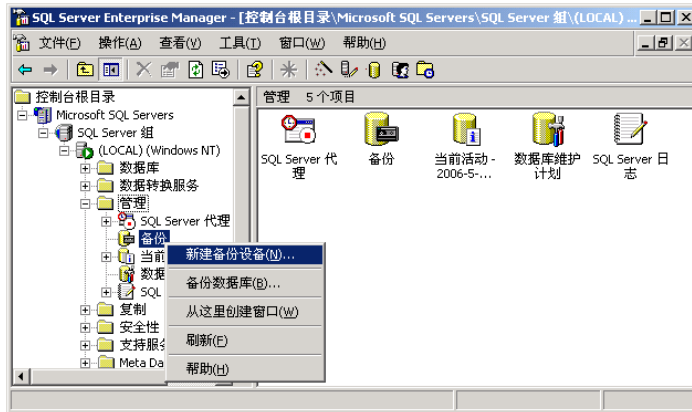 SQL Server Enterprise Manager - [控制台根目录\Microsoft SQL Servers\SQL Server 组\(LOCAL) ...
文件(F) 操作(A) 查看(V) 工具(T) 窗口(W) 帮助(H)
控制台根目录
Microsoft SQL Servers
SQL Server 组
(LOCAL) (Windows NT)
数据库
数据转换服务
管理
SQL Server 代理
备份
当前
数据
SQL
复制
安全性
支持服务
Meta Da
管理 5 个项目
SQL Server 代
理
备份
当前活动 -
2006-5-...
数据库维护
计划
SQL Server 日
志
新建备份设备(N)...
备份数据库(B)...
从这里创建窗口(W)
刷新(F)
帮助(H)